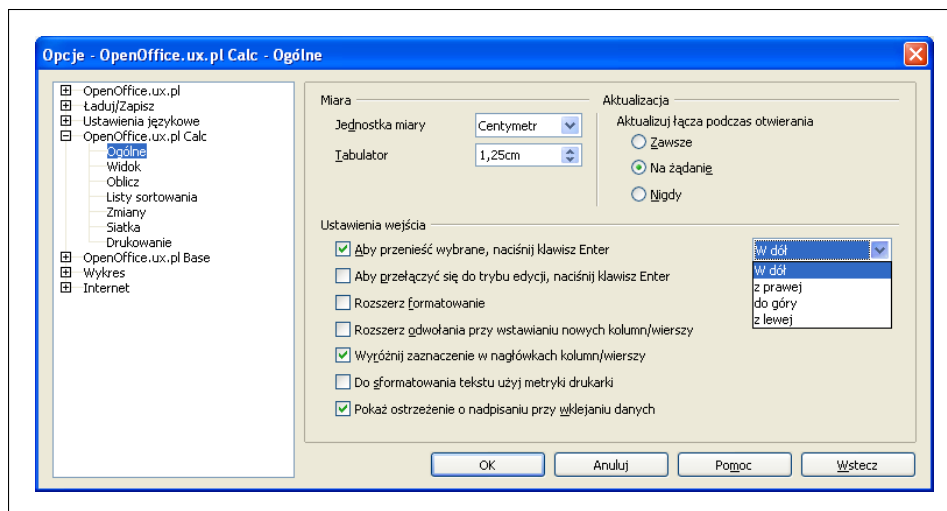 Opcje - OpenOffice.ux.pl Calc - Ogólne
OpenOffice.ux.pl
Ładuj/Zapisz
Ustawienia językowe
OpenOffice.ux.pl Calc
Ogólne
Widok
Oblicz
Listy sortowania
Zmiany
Siatka
Drukowanie
OpenOffice.ux.pl Base
Wykres
Internet
Miara
Jednostka miary
Centymetr
Tabulator
1,25cm
Aktualizacja
Aktualizuj łącza podczas otwierania
Zawsze
Na żądanie
Nigdy
Ustawienia wejścia
Aby przenieść wybrane, naciśnij klawisz Enter
W dół
W dół
z prawej
do góry
z lewej
Aby przełączyć się do trybu edycji, naciśnij klawisz Enter
Rozszerz formatowanie
Rozszerz odwołania przy wstawianiu nowych kolumn/wierszy
Wyróżnij zaznaczenie w nagłówkach kolumn/wierszy
Do sformatowania tekstu użyj metryki drukarki
Pokaż ostrzeżenie o nadpisaniu przy wklejaniu danych
OK
Anuluj
Pomoc
Wstecz